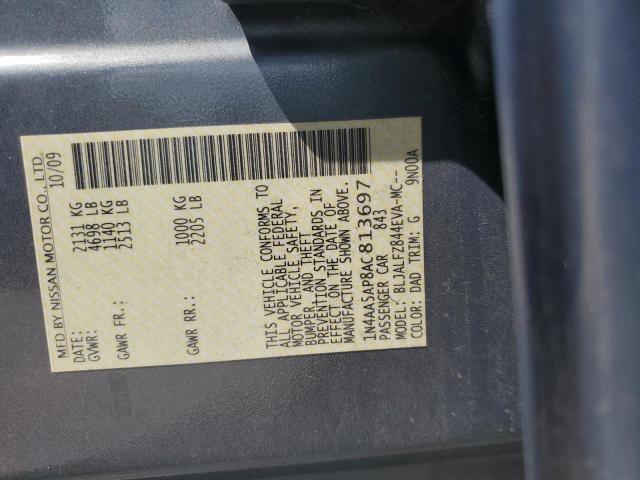 MFD BY NISSAN MOTOR CO., LTD.
DATE: 10/09
GVWR: 2131 KG
4698 LB
GAWR FR.: 1140 KG
2513 LB
GAWR RR: 1000 KG
2205 LB
THIS VEHICLE CONFORMS TO
ALL APPLICABLE FEDERAL
MOTOR VEHICLE SAFETY,
BUMPER, AND THEFT
PREVENTION STANDARDS IN
EFFECT ON THE DATE OF
MANUFACTURE SHOWN ABOVE.
1N4AA5AP8AC813697
PASSENGER CAR 843
MODEL: BLJALFZ844EVA-MC--
COLOR: DAD TRIM: G 9N00A